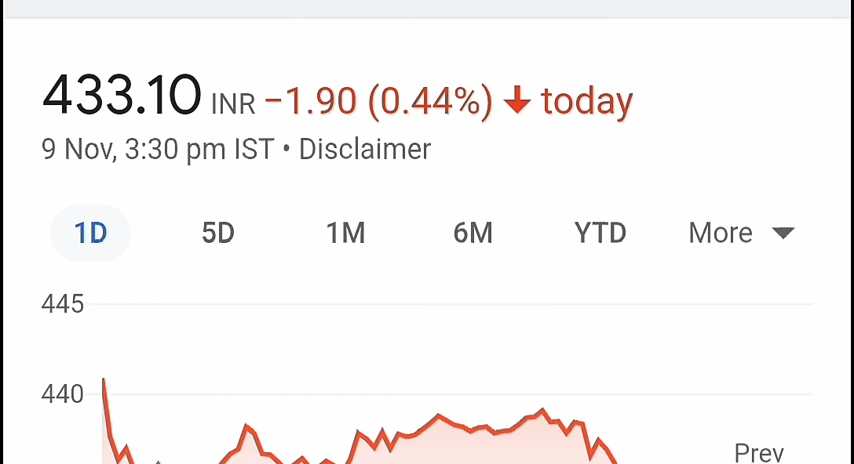 433.10 INR −1.90 (0.44%) ↓ today
9 Nov, 3:30 pm IST • Disclaimer
1D 5D 1M 6M YTD More
445
440
Prev